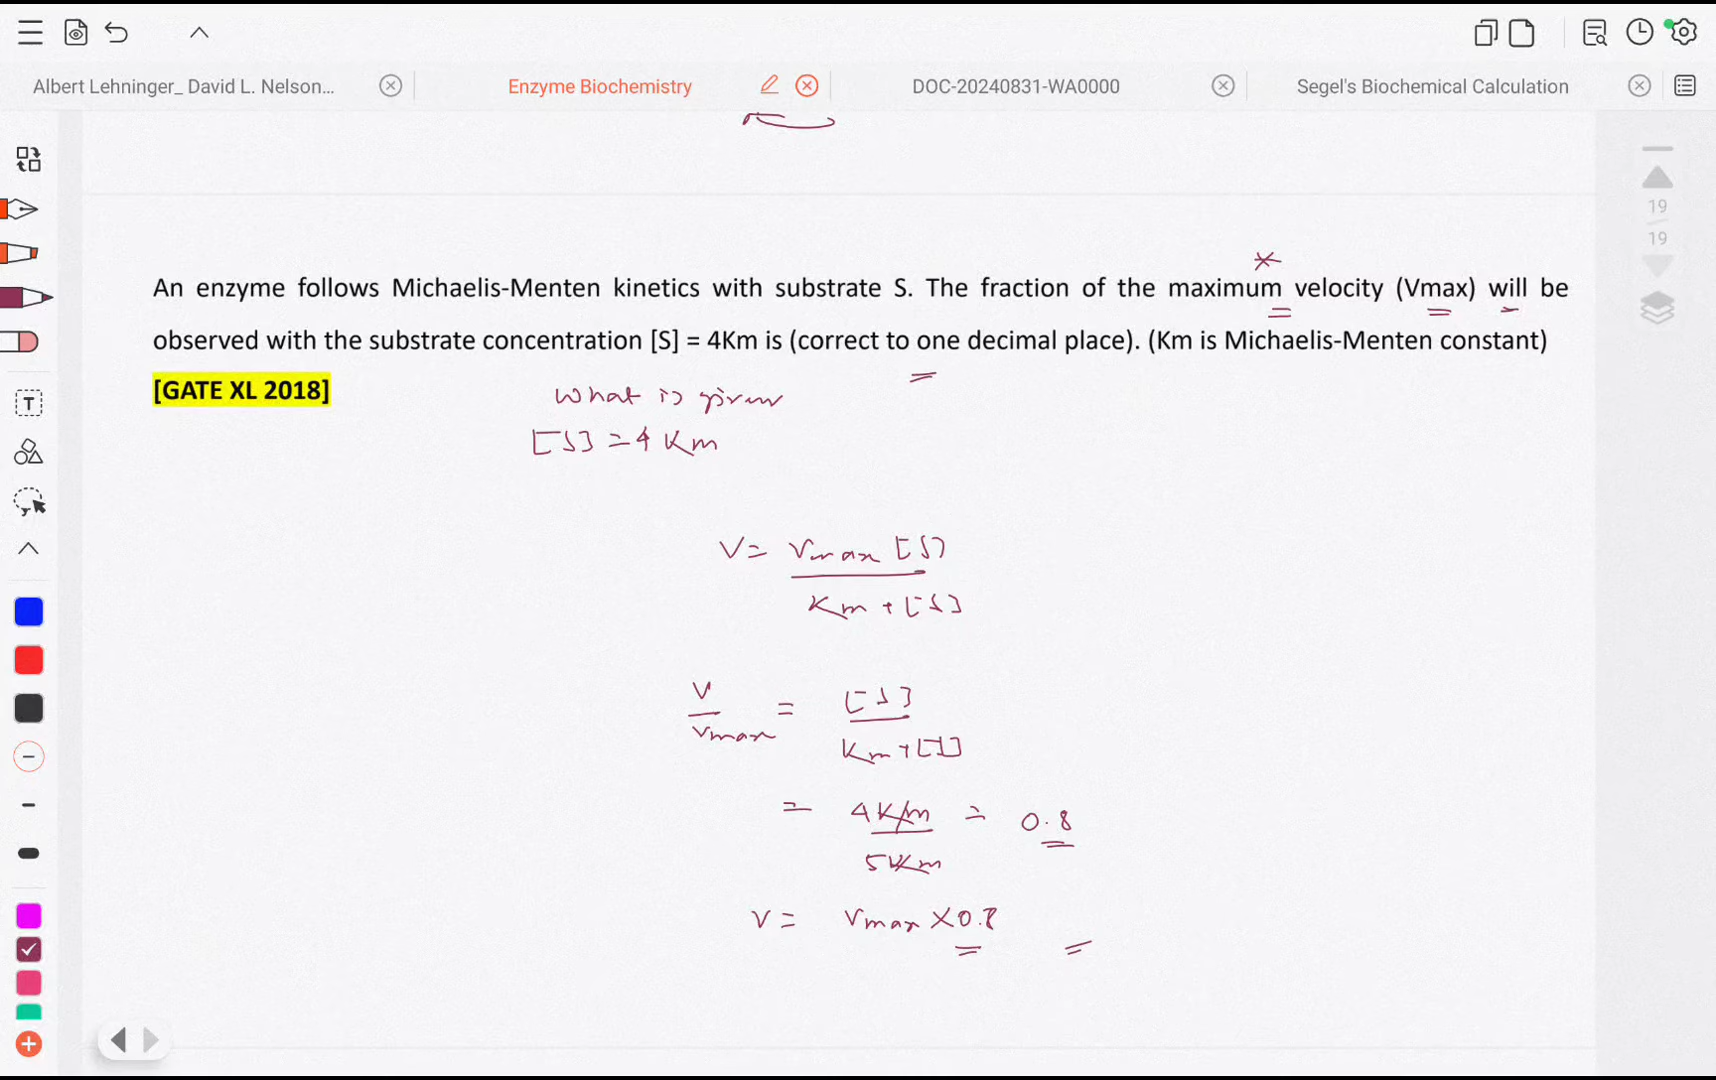 Albert Lehninger_ David L. Nelson...
Enzyme Biochemistry
DOC-20240831-WA0000
Segel's Biochemical Calculation
19
19
An enzyme follows Michaelis-Menten kinetics with substrate S. The fraction of the maximum velocity (Vmax) will be
observed with the substrate concentration [S] = 4Km is (correct to one decimal place). (Km is Michaelis-Menten constant)
[GATE XL 2018]
What is given
[S] = 4 Km
V = Vmax [S]
Km + [S]
V
Vmax
= [S]
Km + [S]
= 4Km = 0.8
5Km
V = Vmax X 0.8
T